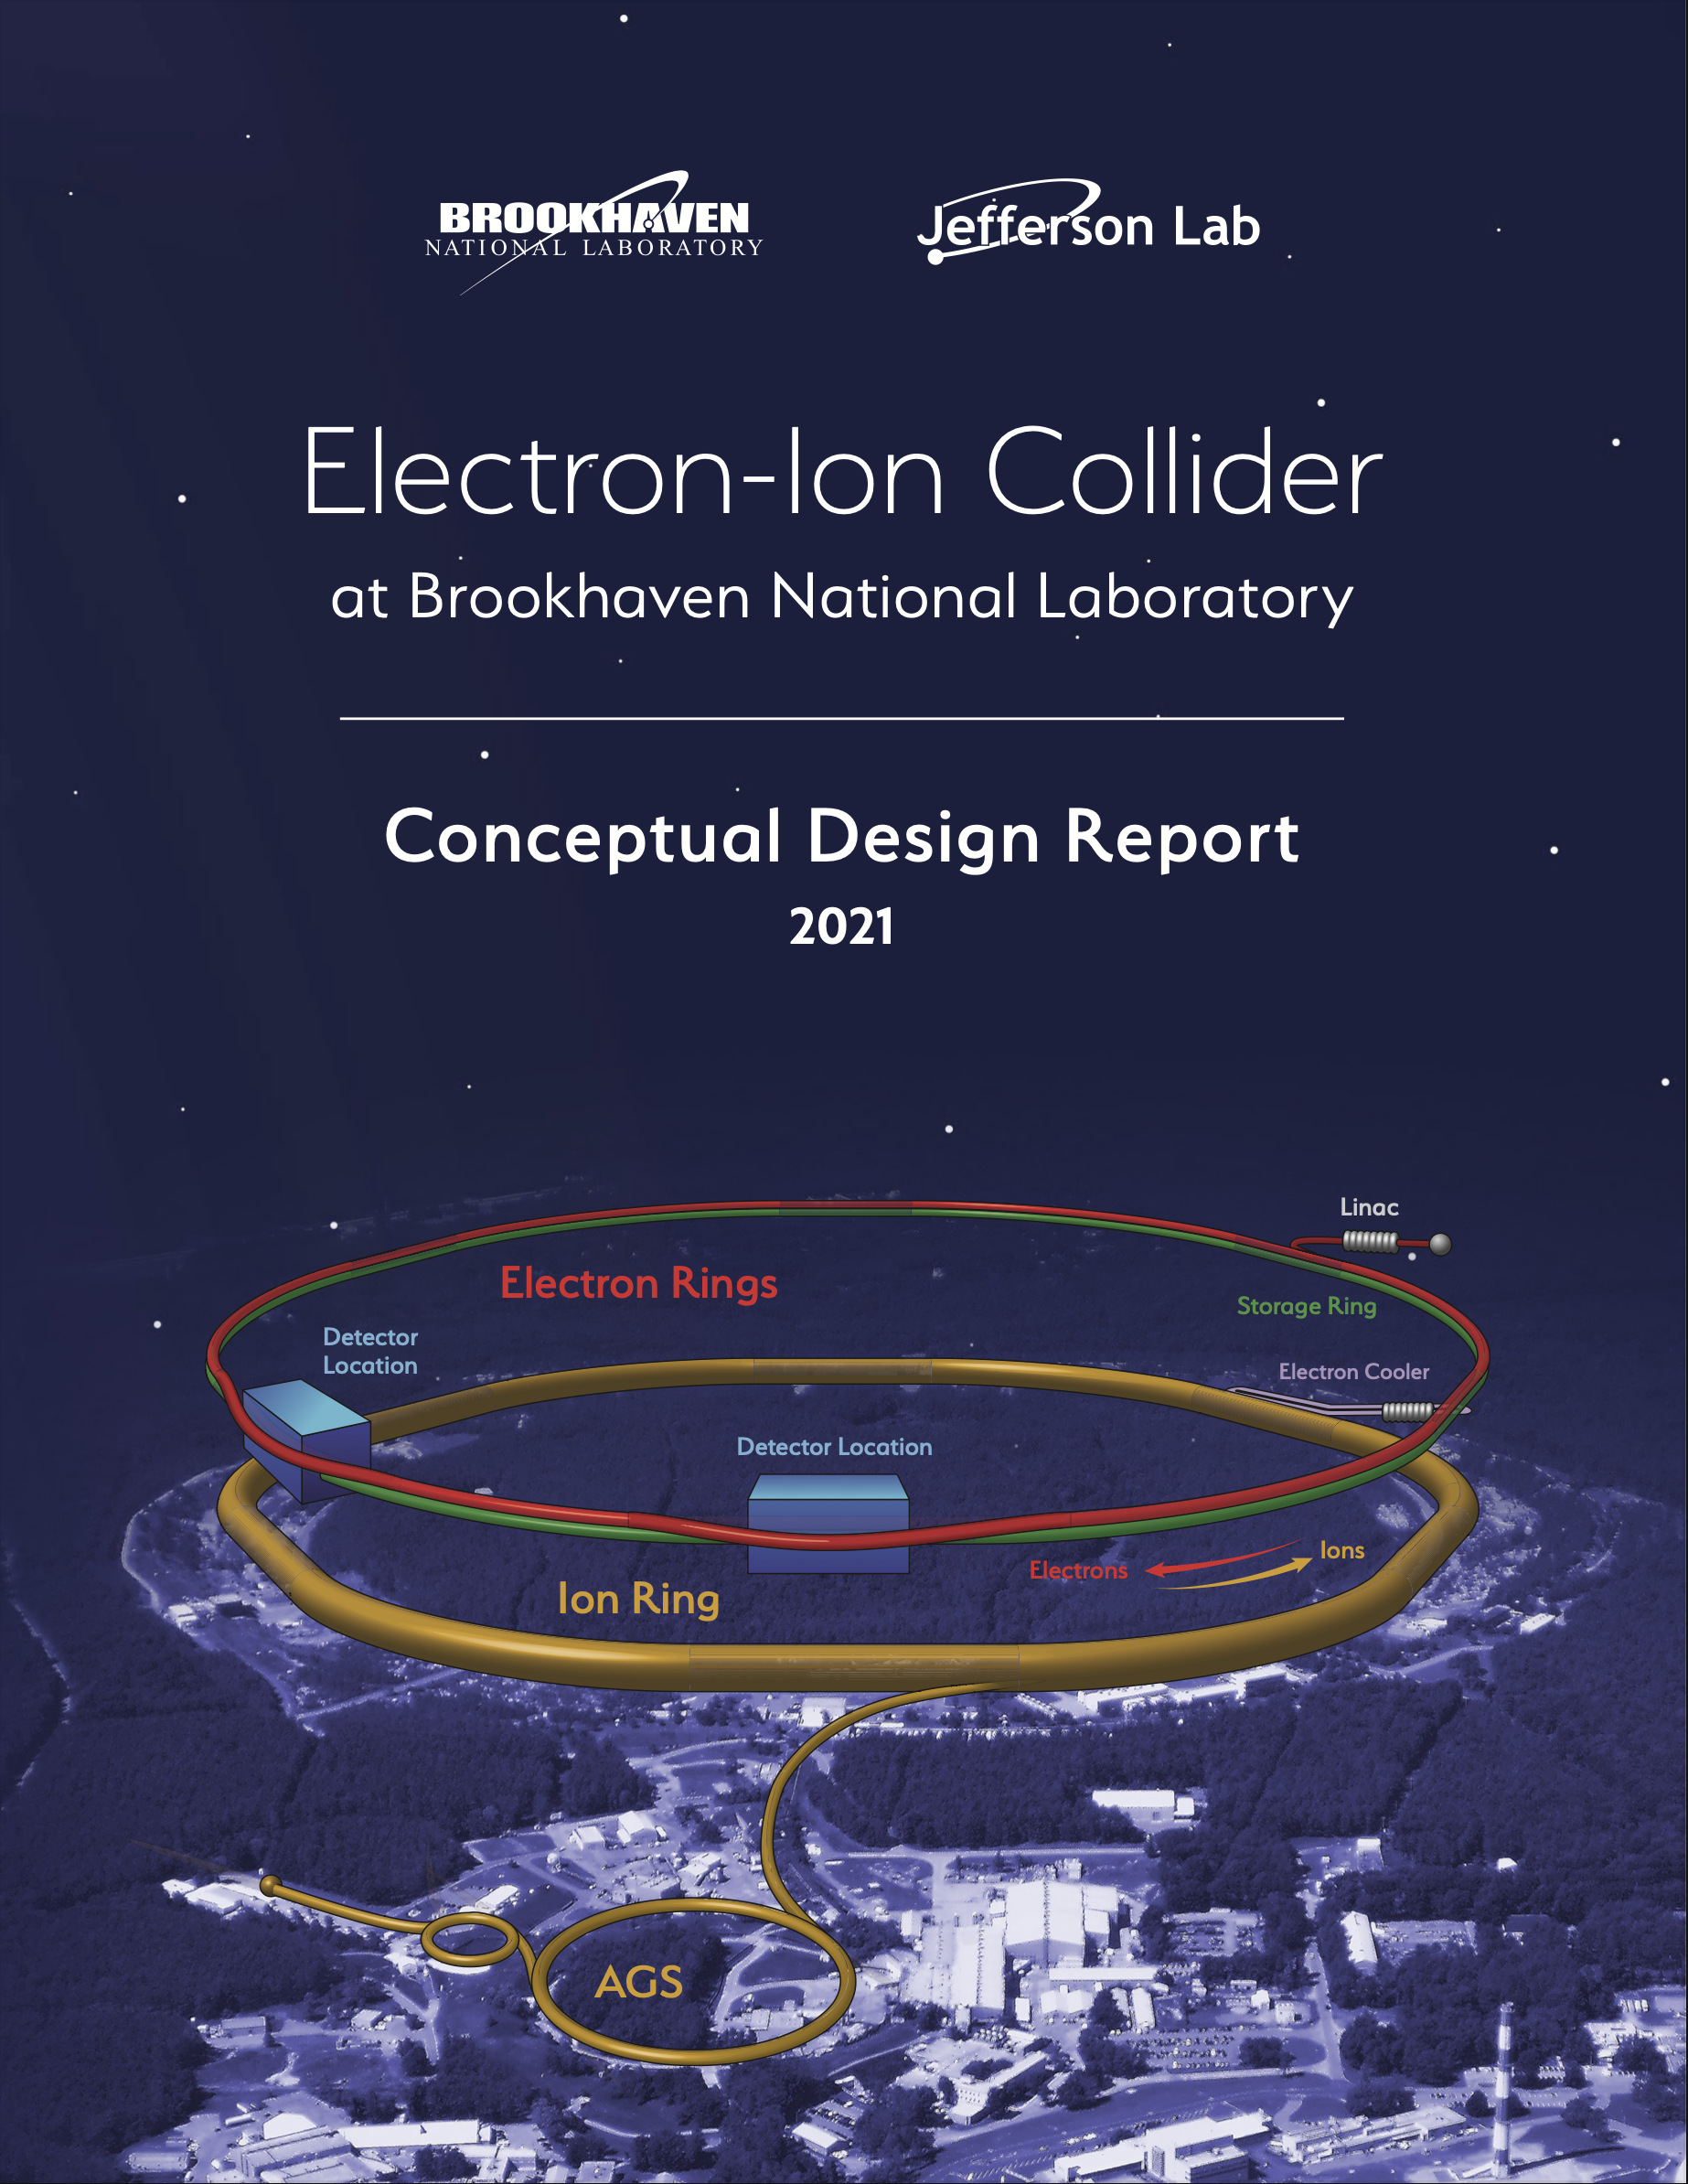 BROOKHAVEN
NATIONAL LABORATORY
Jefferson Lab
Electron-Ion Collider
at Brookhaven National Laboratory
Conceptual Design Report
2021
Linac
Electron Rings
Storage Ring
Detector
Location
Electron Cooler
Detector Location
Ions
Electrons
Ion Ring
AGS